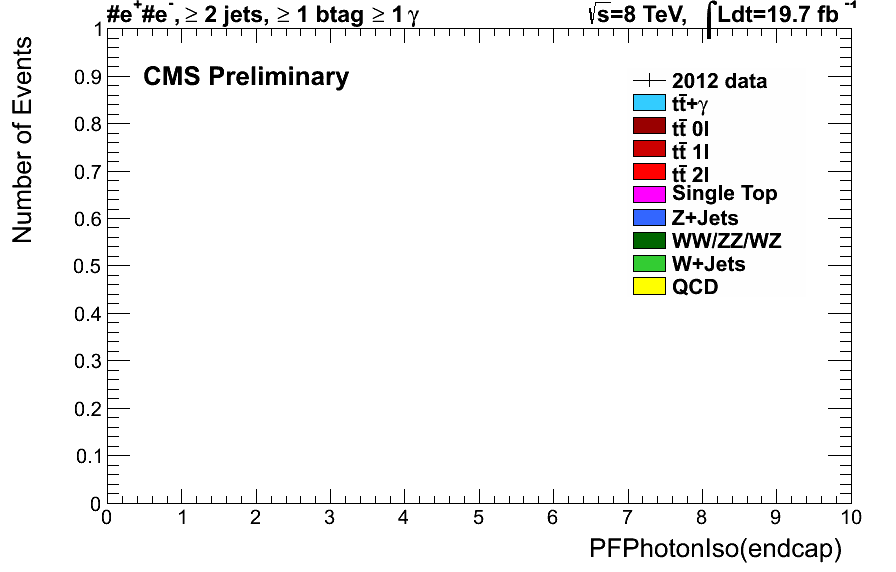 #e⁺#e⁻, ≥ 2 jets, ≥ 1 btag ≥ 1 γ
√s=8 TeV, ∫Ldt=19.7 fb⁻¹
CMS Preliminary
2012 data
tt̄+γ
tt̄ 0l
tt̄ 1l
tt̄ 2l
Single Top
Z+Jets
WW/ZZ/WZ
W+Jets
QCD
Number of Events
1
0.9
0.8
0.7
0.6
0.5
0.4
0.3
0.2
0.1
0
0 1 2 3 4 5 6 7 8 9 10
PFPhotonIso(endcap)